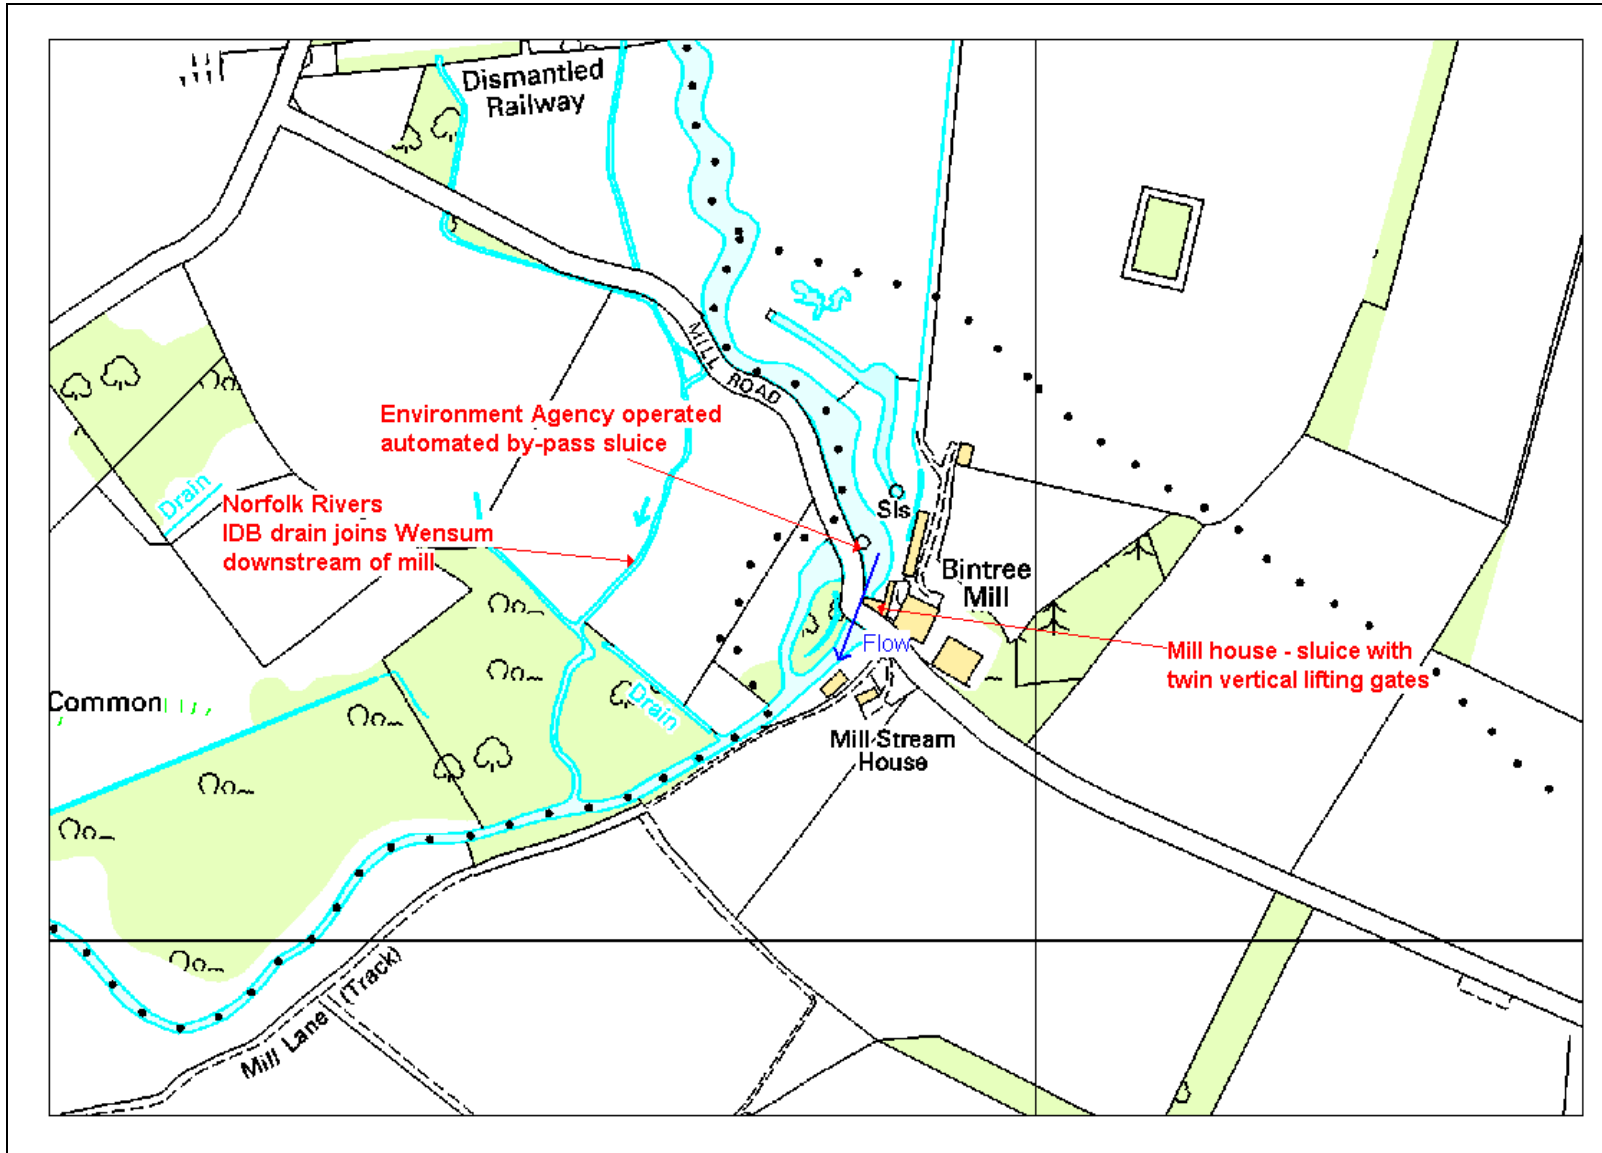 Dismantled
Railway
MILL ROAD
Environment Agency operated
automated by-pass sluice
Drain
Norfolk Rivers
IDB drain joins Wensum
downstream of mill
Sls
Bintree
Mill
Flow
Mill house - sluice with
twin vertical lifting gates
Common
Drain
Mill Stream
House
Mill Lane (Track)